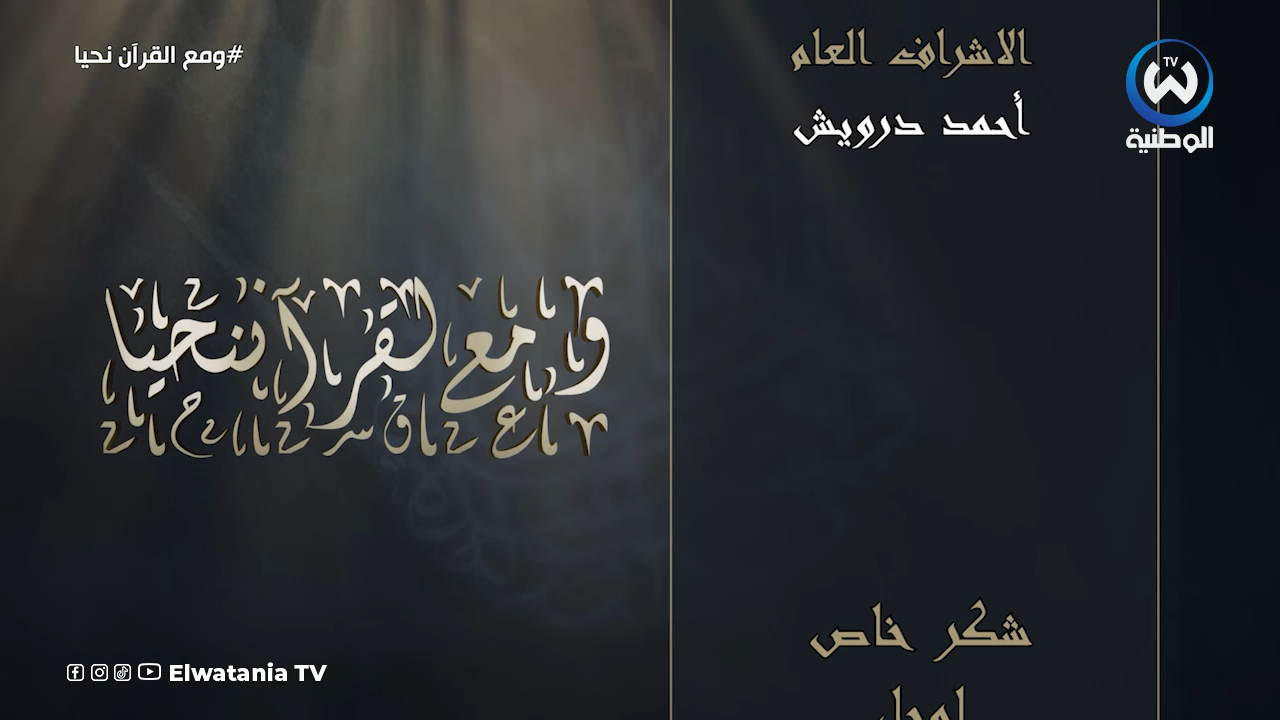 #ومع القرآن نحيا
الاشراف العام
أحمد درويش
TV
الوطنية
ومع القرآن نحيا
شكر خاص
Elwatania TV